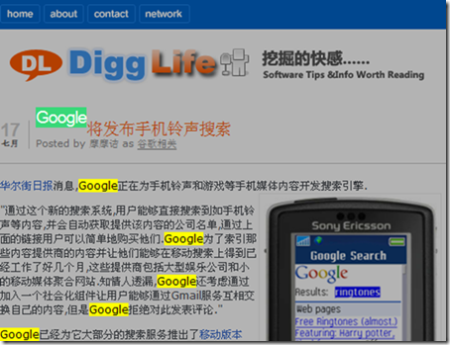 home about contact network
DL Digg Life 挖掘的快感......
Software Tips &Info Worth Reading
17
七月
Google将发布手机铃声搜索
Posted by 摩摩诘 as 谷歌相关
华尔街日报消息,Google正在为手机铃声和游戏等手机媒体内容开发搜索引擎.
"通过这个新的搜索系统,用户能够直接搜索到如手机铃
声等内容,并会自动获取提供该内容的公司名单,通过上
面的链接用户可以简单地购买他们.Google为了索引那
些内容提供商的内容并让他们能够在移动搜索上得到已
经工作了好几个月,这些提供商包括大型娱乐公司和小
的移动媒体聚合网站.知情人透漏,Google还考虑通过
加入一个社会化组件让用户能够通过Gmail服务互相交
换自己的内容,但是Google拒绝对此发表评论."
Google已经为它大部分的搜索服务推出了移动版本
Sony Ericsson
Google Search
Google
Results: ringtones
Web pages
Free Ringtones (almost.)
Featuring: Harry potter,